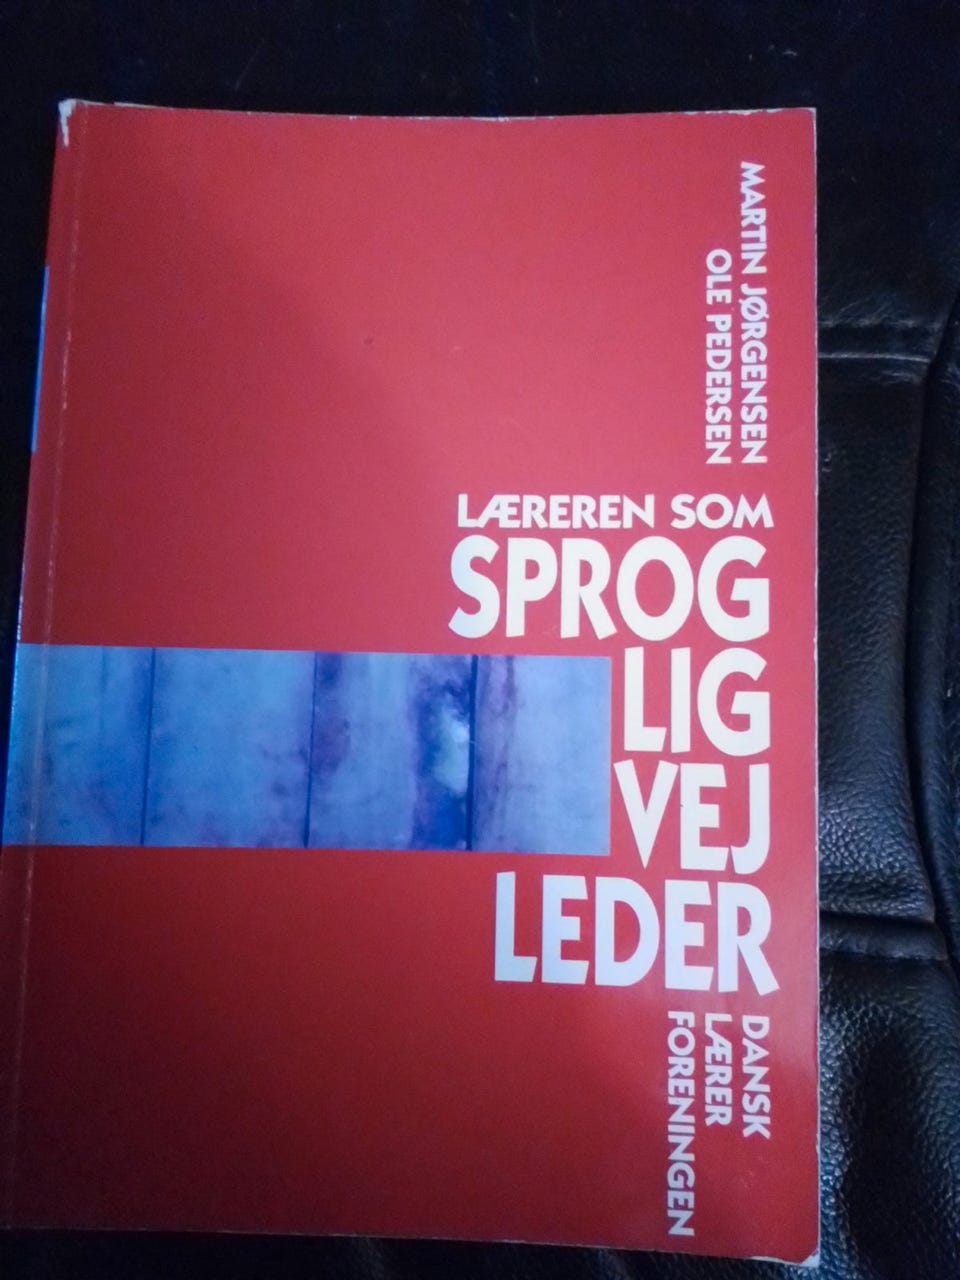 MARTIN JØRGENSEN
OLE PEDERSEN
LÆREREN SOM
SPROG
LIG
VEJ
LEDER
DANSK
LÆRER
FORENINGEN